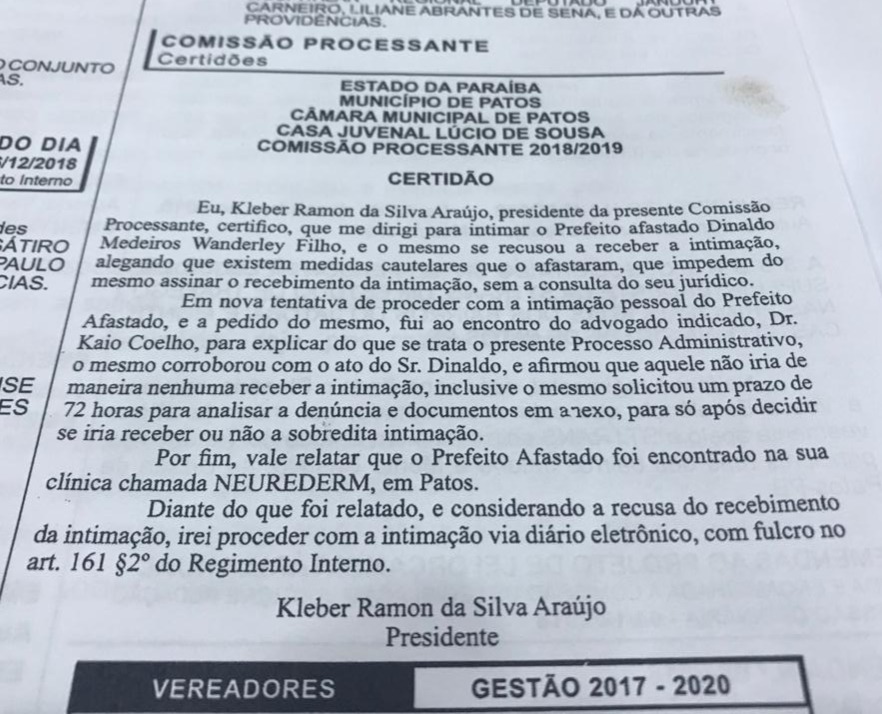 CARNEIRO, LILIANE ABRANTES DE SENA, E DÁ OUTRAS
PROVIDÊNCIAS.
COMISSÃO PROCESSANTE
Certidões
CONJUNTO
AS.
DO DIA
/12/2018
to Interno
des
SÁTIRO
PAULO
CIAS.
ES
ESTADO DA PARAÍBA
MUNICÍPIO DE PATOS
CÂMARA MUNICIPAL DE PATOS
CASA JUVENAL LÚCIO DE SOUSA
COMISSÃO PROCESSANTE 2018/2019
CERTIDÃO
Eu, Kleber Ramon da Silva Araújo, presidente da presente Comissão
Processante, certifico, que me dirigi para intimar o Prefeito afastado Dinaldo
Medeiros Wanderley Filho, e o mesmo se recusou a receber a intimação,
alegando que existem medidas cautelares que o afastaram, que impedem do
mesmo assinar o recebimento da intimação, sem a consulta do seu jurídico.
Em nova tentativa de proceder com a intimação pessoal do Prefeito
Afastado, e a pedido do mesmo, fui ao encontro do advogado indicado, Dr.
Kaio Coelho, para explicar do que se trata o presente Processo Administrativo,
o mesmo corroborou com o ato do Sr. Dinaldo, e afirmou que aquele não iria de
maneira nenhuma receber a intimação, inclusive o mesmo solicitou um prazo de
72 horas para analisar a denúncia e documentos em anexo, para só após decidir
se iria receber ou não a sobredita intimação.
Por fim, vale relatar que o Prefeito Afastado foi encontrado na sua
clínica chamada NEUREDERM, em Patos.
Diante do que foi relatado, e considerando a recusa do recebimento
da intimação, irei proceder com a intimação via diário eletrônico, com fulcro no
art. 161 §2º do Regimento Interno.
Kleber Ramon da Silva Araújo
Presidente
VEREADORES
GESTÃO 2017 - 2020